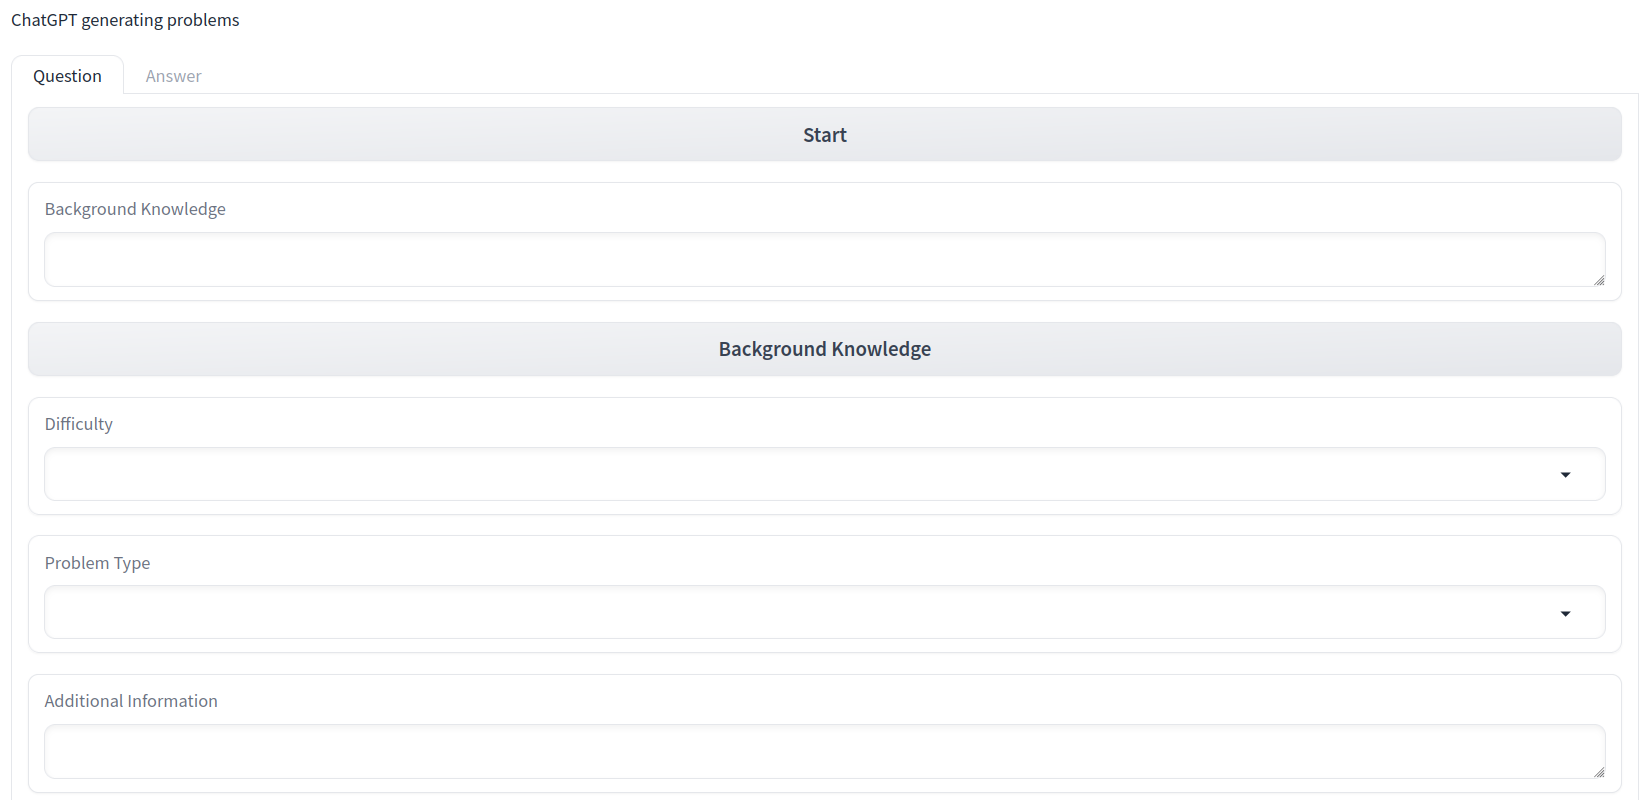 ChatGPT generating problems
Question Answer
Start
Background Knowledge
Background Knowledge
Difficulty
Problem Type
Additional Information